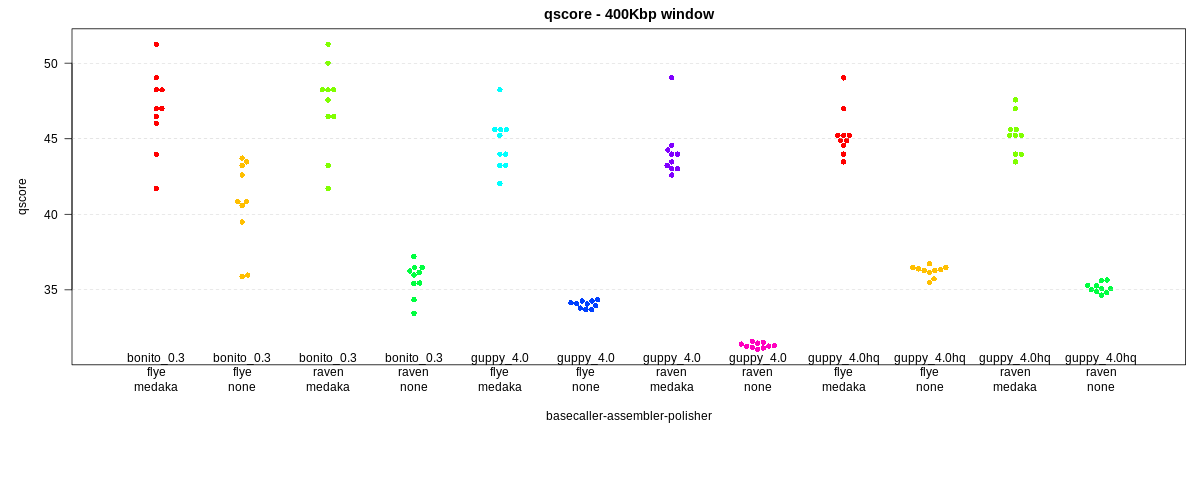 qscore - 400Kbp window
qscore
50
45
40
35
bonito_0.3 bonito_0.3 bonito_0.3 bonito_0.3 guppy_4.0 guppy_4.0 guppy_4.0 guppy_4.0 guppy_4.0hq guppy_4.0hq guppy_4.0hq guppy_4.0hq
flye flye raven raven flye flye raven raven flye flye raven raven
medaka none medaka none medaka none medaka none medaka none medaka none
basecaller-assembler-polisher